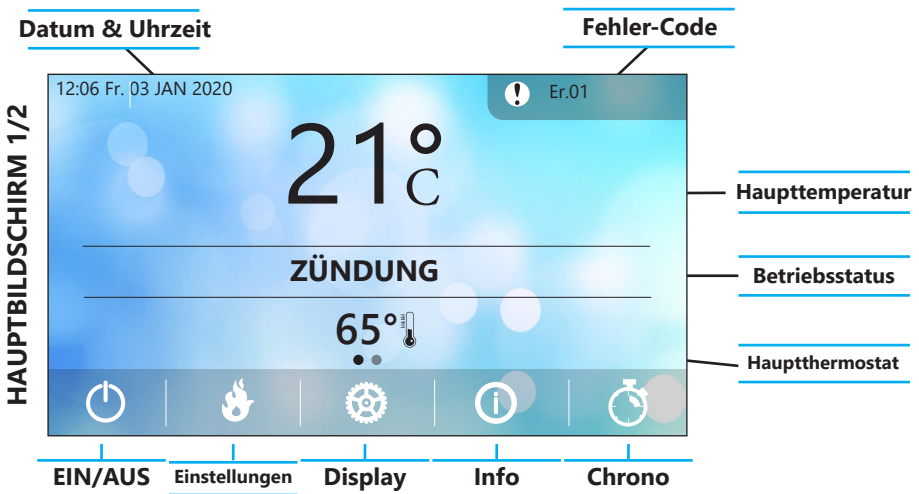 Datum & Uhrzeit
Fehler-Code
HAUPTBILDSCHIRM 1/2
12:06 Fr. 03 JAN 2020
Er.01
21°C
Haupttemperatur
ZÜNDUNG
Betriebsstatus
65°
Hauptthermostat
EIN/AUS
Einstellungen
Display
Info
Chrono